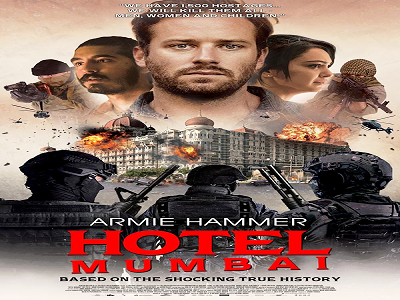 "WE HAVE 1,500 HOSTAGES...
WE WILL KILL THEM ALL.
MEN, WOMEN AND CHILDREN."
ARMIE HAMMER
HOTEL
MUMBAI
BASED ON THE SHOCKING TRUE HISTORY